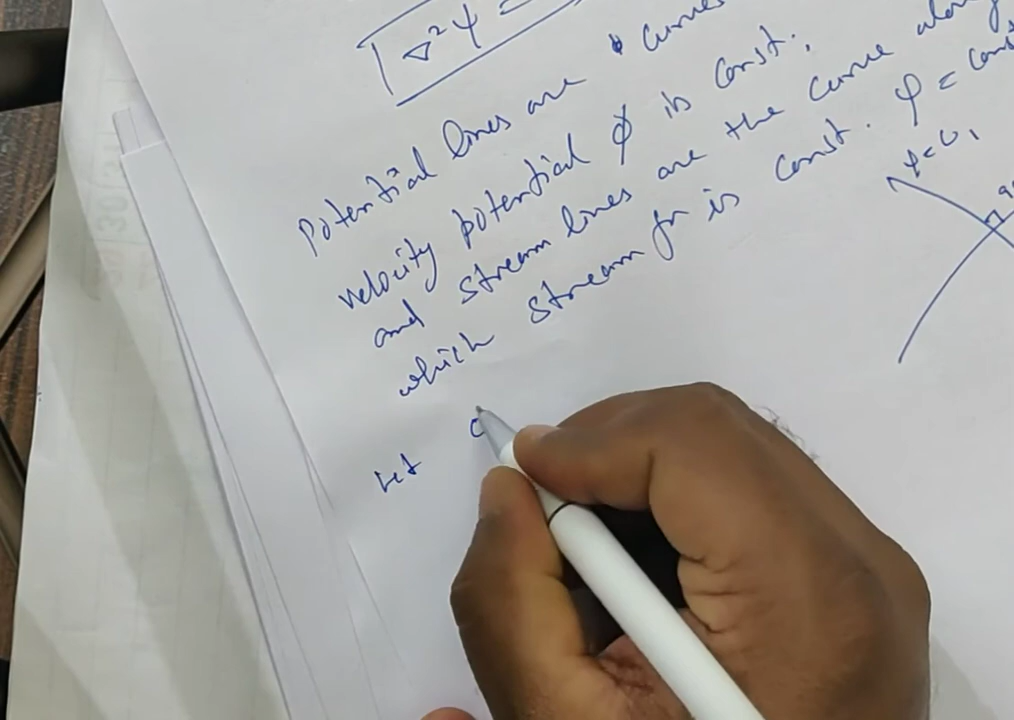 ∇²ψ =
Potential lines are curves
velocity potential ϕ is const.,
and stream lines are the curve along
which stream fn is const. φ = const
ψ=c₁
Let